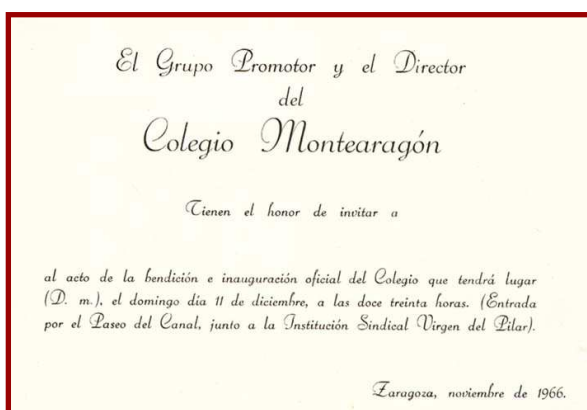 El Grupo Promotor y el Director
del
Colegio Montearagón
Tienen el honor de invitar a
al acto de la bendición e inauguración oficial del Colegio que tendrá lugar
(D. m.), el domingo día 11 de diciembre, a las doce treinta horas. (Entrada
por el Paseo del Canal, junto a la Institución Sindical Virgen del Pilar).
Zaragoza, noviembre de 1966.